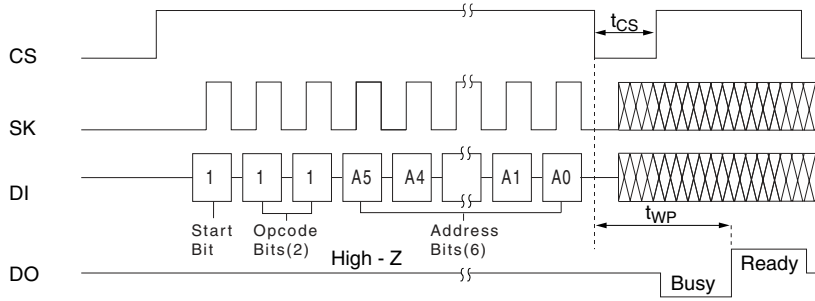 CS
tCS
SK
DI
1 1 1 A5 A4 A1 A0
Start
Bit
Opcode
Bits(2)
Address
Bits(6)
tWP
High - Z
DO
Busy
Ready